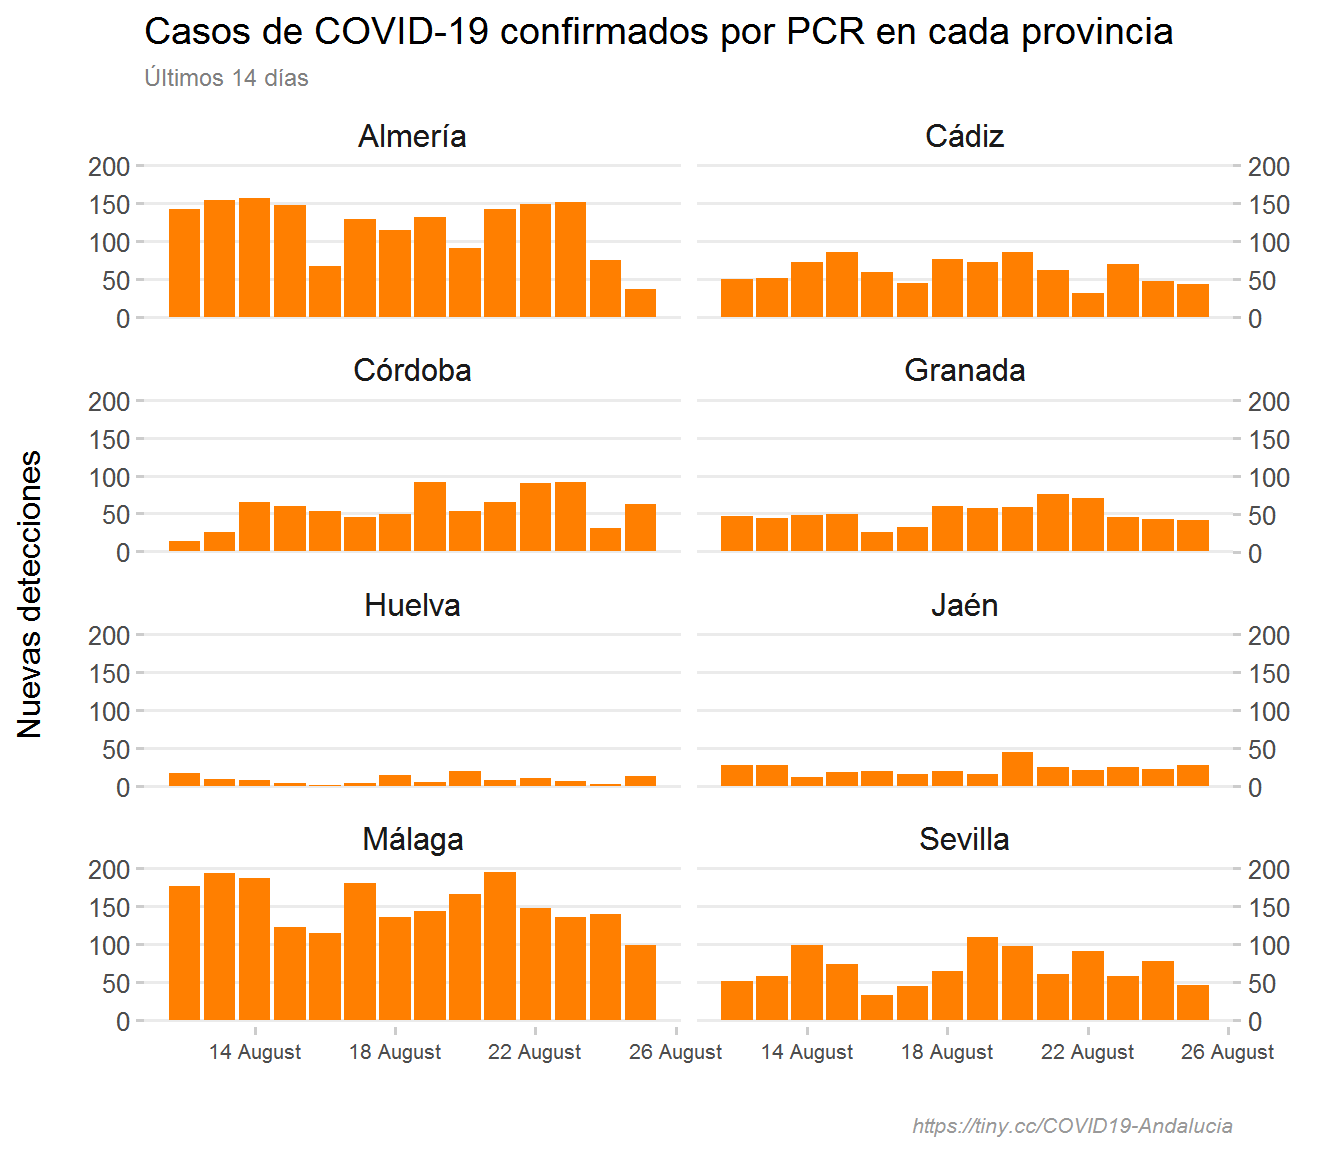 Casos de COVID-19 confirmados por PCR en cada provincia
Últimos 14 días
Nuevas detecciones
Almería
Cádiz
200
150
100
50
0
200
150
100
50
0
Córdoba
Granada
200
150
100
50
0
200
150
100
50
0
Huelva
Jaén
200
150
100
50
0
200
150
100
50
0
Málaga
Sevilla
200
150
100
50
0
200
150
100
50
0
14 August 18 August 22 August 26 August
14 August 18 August 22 August 26 August
https://tiny.cc/COVID19-Andalucia